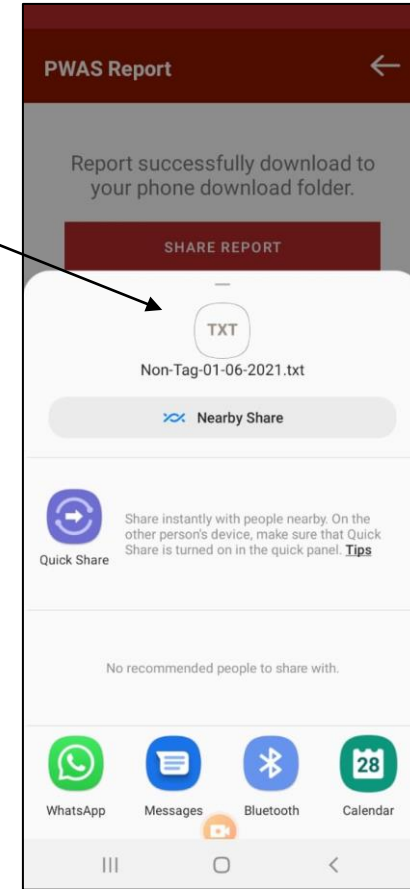 PWAS Report
Report successfully download to
your phone download folder.
SHARE REPORT
TXT
Non-Tag-01-06-2021.txt
Nearby Share
Share instantly with people nearby. On the
other person's device, make sure that Quick
Share is turned on in the quick panel. Tips
Quick Share
No recommended people to share with.
28
WhatsApp
Messages
Bluetooth
Calendar